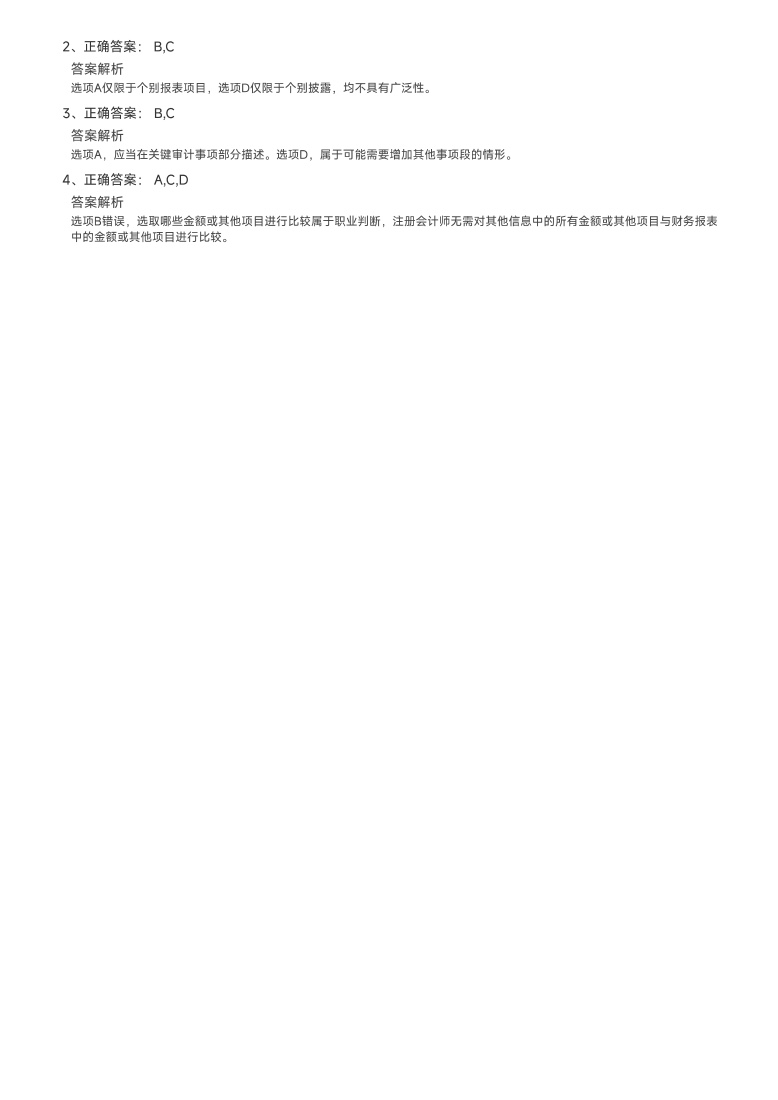 2、正确答案： B,C
答案解析
选项A仅限于个别报表项目，选项D仅限于个别披露，均不具有广泛性。
3、正确答案： B,C
答案解析
选项A，应当在关键审计事项部分描述。选项D，属于可能需要增加其他事项段的情形。
4、正确答案： A,C,D
答案解析
选项B错误，选取哪些金额或其他项目进行比较属于职业判断，注册会计师无需对其他信息中的所有金额或其他项目与财务报表
中的金额或其他项目进行比较。